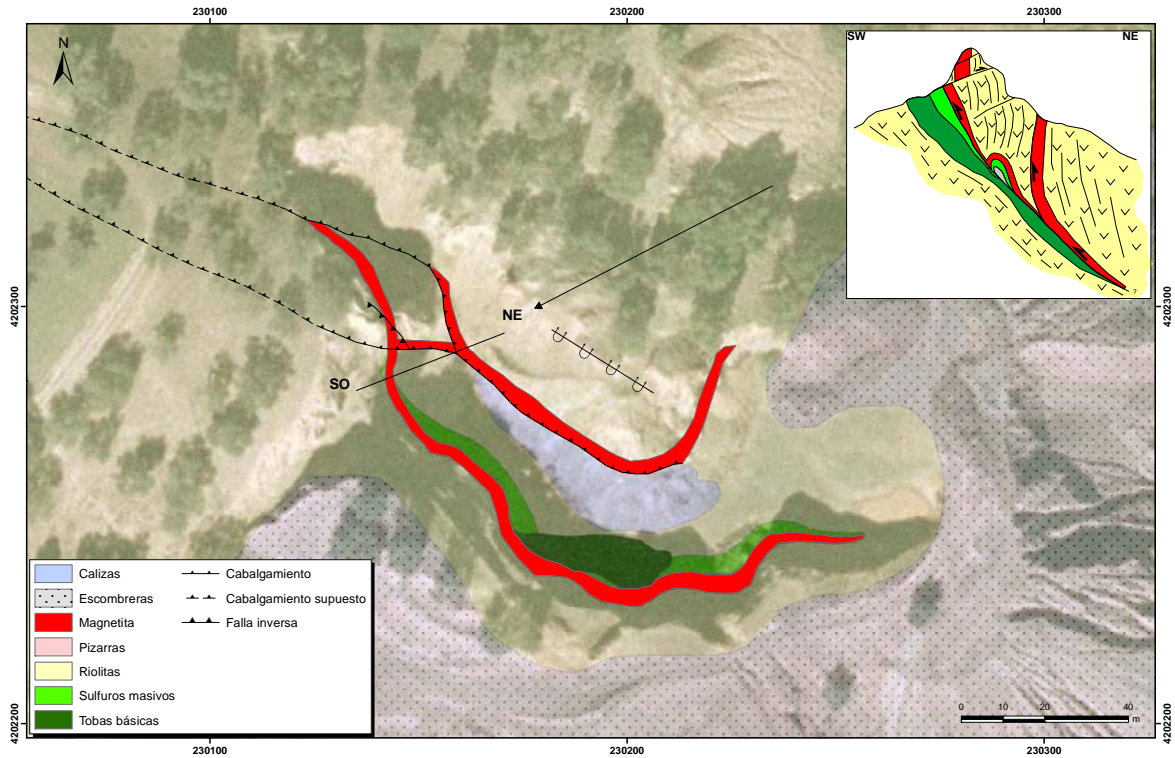 230100
230200
230300
N
SW
NE
?
4202300
4202300
NE
SO
Calizas
Escombreras
Magnetita
Pizarras
Riolitas
Sulfuros masivos
Tobas básicas
Cabalgamiento
Cabalgamiento supuesto
Falla inversa
0 10 20 40
m
4202200
4202200
230100
230200
230300